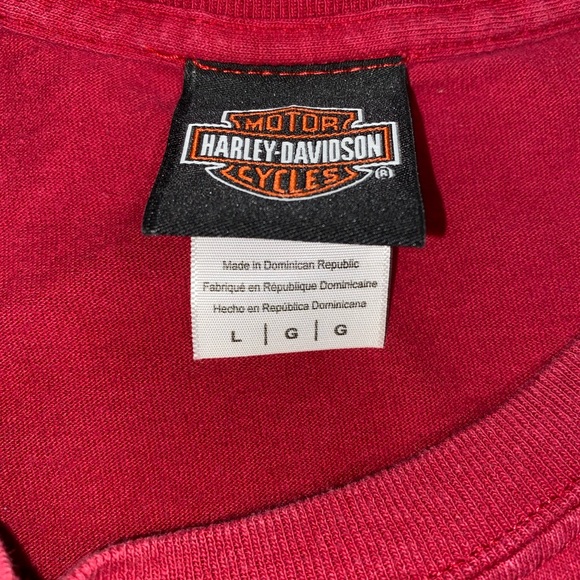 MOTOR
HARLEY-DAVIDSON
CYCLES ®
Made in Dominican Republic
Fabriqué en République Dominicaine
Hecho en República Dominicana
L | G | G